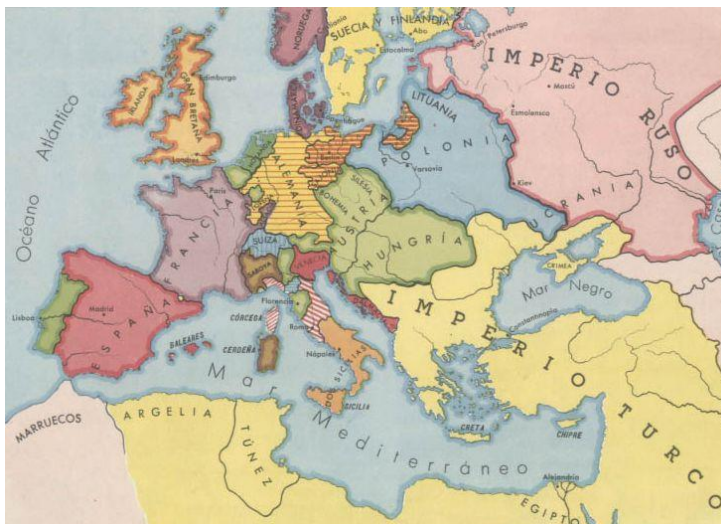 NORUEGA
SUECIA Y FINLANDIA
Abo
San Petersburgo
Estocolmo
IMPERIO RUSO
Moscú
Esmolensco
Edimburgo
IRLANDA
GRAN BRETAÑA
Londres
LITUANIA
POLONIA
Varsovia
Kiev
UCRANIA
Océano Atlántico
París
FRANCIA
ALEMANIA
SILESIA
BOHEMIA
AUSTRIA
HUNGRÍA
SUIZA
SABOYA
VENECIA
CRIMEA
Mar Negro
Constantinopla
IMPERIO TURCO
Lisboa
Madrid
ESPAÑA
BALEARES
CÓRCEGA
CERDEÑA
Florencia
Roma
Nápoles
DOS SICILIAS
SICILIA
Mar Mediterráneo
CRETA
CHIPRE
MARRUECOS
ARGELIA
TÚNEZ
Alejandría
EGIPTO